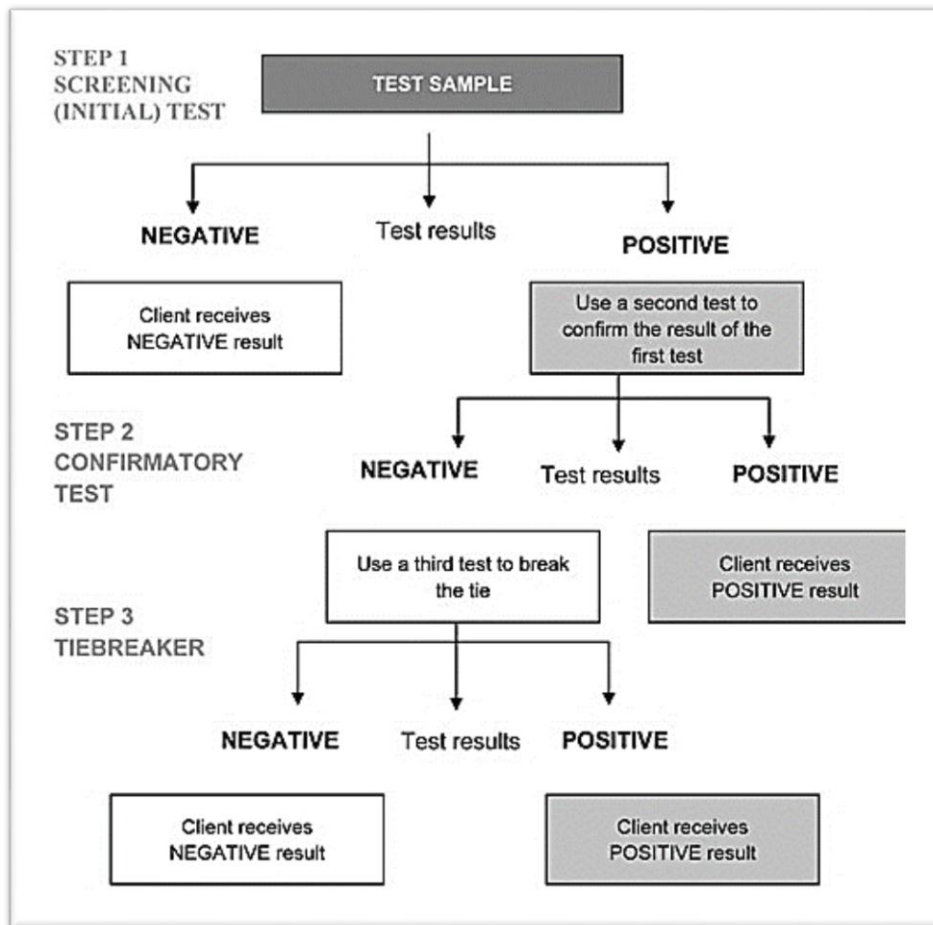 STEP 1
SCREENING
(INITIAL) TEST
TEST SAMPLE
NEGATIVE
Test results
POSITIVE
Client receives
NEGATIVE result
Use a second test to
confirm the result of the
first test
STEP 2
CONFIRMATORY
TEST
NEGATIVE
Test results
POSITIVE
Use a third test to break
the tie
Client receives
POSITIVE result
STEP 3
TIEBREAKER
NEGATIVE
Test results
POSITIVE
Client receives
NEGATIVE result
Client receives
POSITIVE result